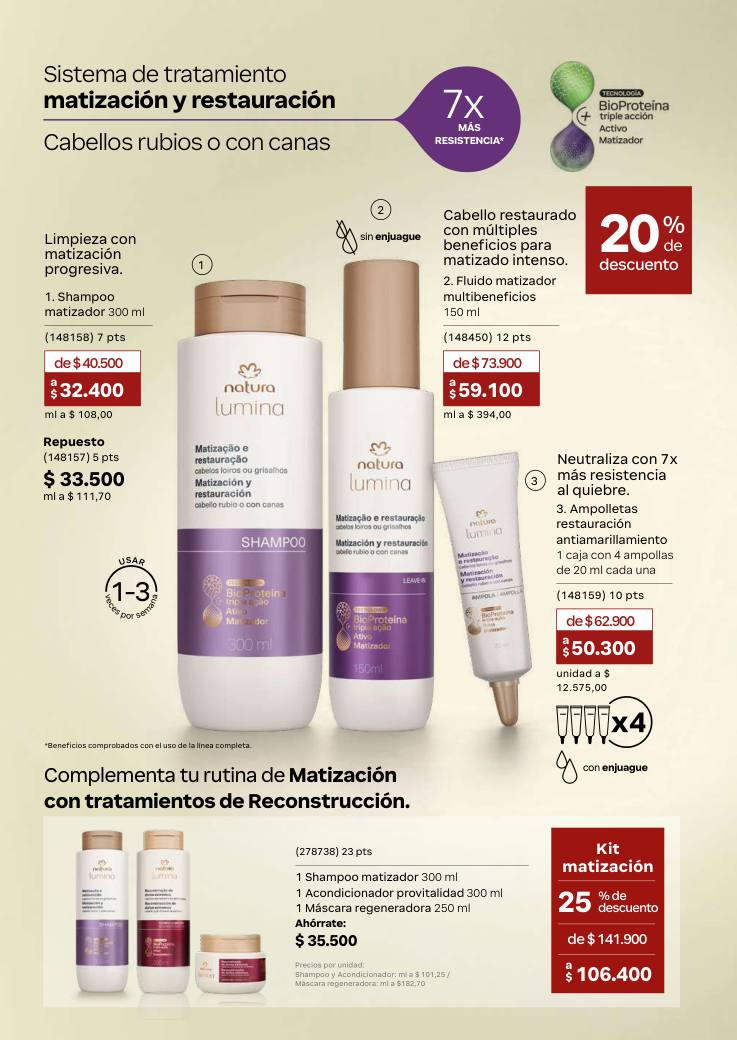 Sistema de tratamiento
matización y restauración
Cabellos rubios o con canas
7x
MÁS
RESISTENCIA*
TECNOLOGÍA
BioProteína
triple acción
Activo
Matizador
20% de
descuento
Limpieza con
matización
progresiva.
1. Shampoo
matizador 300 ml
(148158) 7 pts
de $ 40.500
a $ 32.400
ml a $ 108,00
Repuesto
(148157) 5 pts
$ 33.500
ml a $ 111,70
USAR
1-3
veces por semana
1
2
sin enjuague
Cabello restaurado
con múltiples
beneficios para
matizado intenso.
2. Fluido matizador
multibeneficios
150 ml
(148450) 12 pts
de $ 73.900
a $ 59.100
ml a $ 394,00
natura
lumina
Matização e
restauração
cabelos loiros ou grisalhos
Matización y
restauración
cabello rubio o con canas
SHAMPOO
BioProteína
triple ação
Ativo
Matizador
300 ml
natura
lumina
Matização e restauração
cabelos loiros ou grisalhos
Matización y restauración
cabello rubio o con canas
LEAVE-IN
BioProteína
triple ação
Ativo
Matizador
150ml
natura
lumina
Matização
e restauração
Matización
y restauración
AMPOLA / AMPOLLA
BioProteína
3
Neutraliza con 7x
más resistencia
al quiebre.
3. Ampolletas
restauración
antiamarillamiento
1 caja con 4 ampollas
de 20 ml cada una
(148159) 10 pts
de $ 62.900
a $ 50.300
unidad a $
12.575,00
x4
con enjuague
*Beneficios comprobados con el uso de la línea completa.
Complementa tu rutina de Matización
con tratamientos de Reconstrucción.
natura
lumina
SHAMPOO
natura
lumina
(278738) 23 pts
1 Shampoo matizador 300 ml
1 Acondicionador provitalidad 300 ml
1 Máscara regeneradora 250 ml
Ahórrate:
$ 35.500
Precios por unidad:
Shampoo y Acondicionador: ml a $ 101,25 /
Máscara regeneradora: ml a $182,70
Kit
matización
25 % de
descuento
de $ 141.900
a $ 106.400